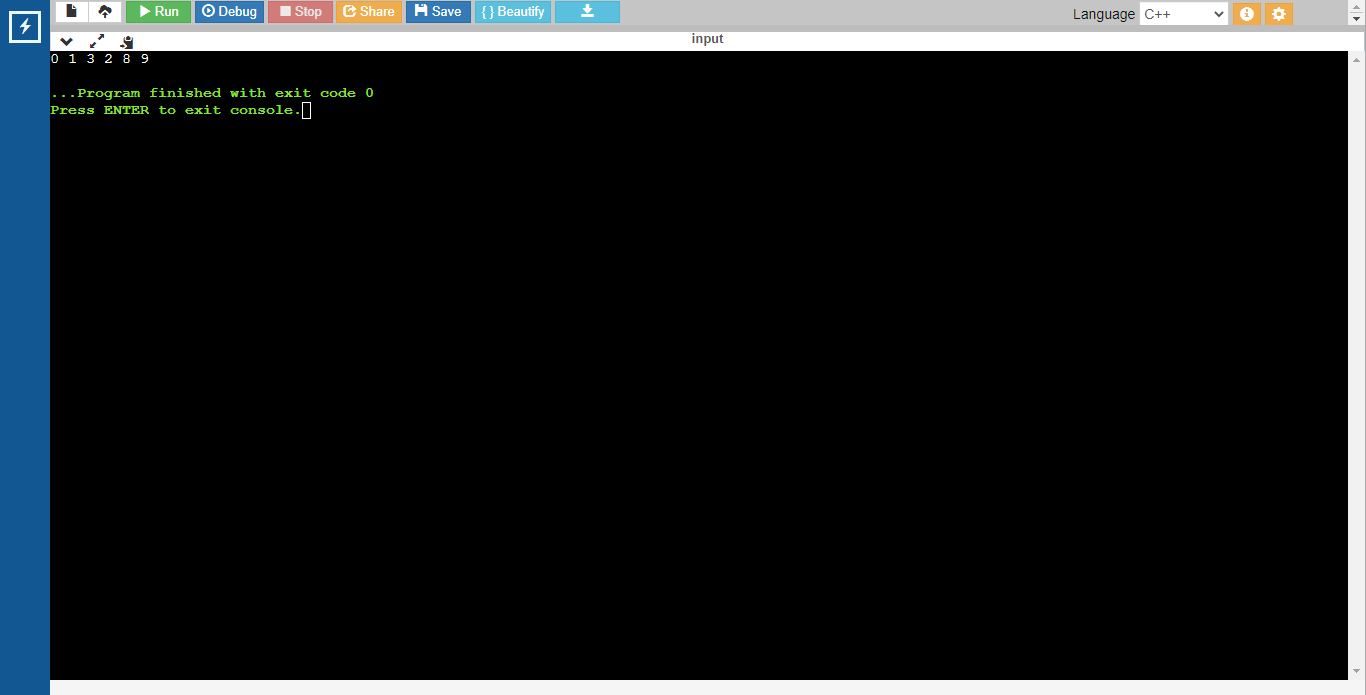 Run Debug Stop Share Save { } Beautify Language C++
input
0 1 3 2 8 9
...Program finished with exit code 0
Press ENTER to exit console.